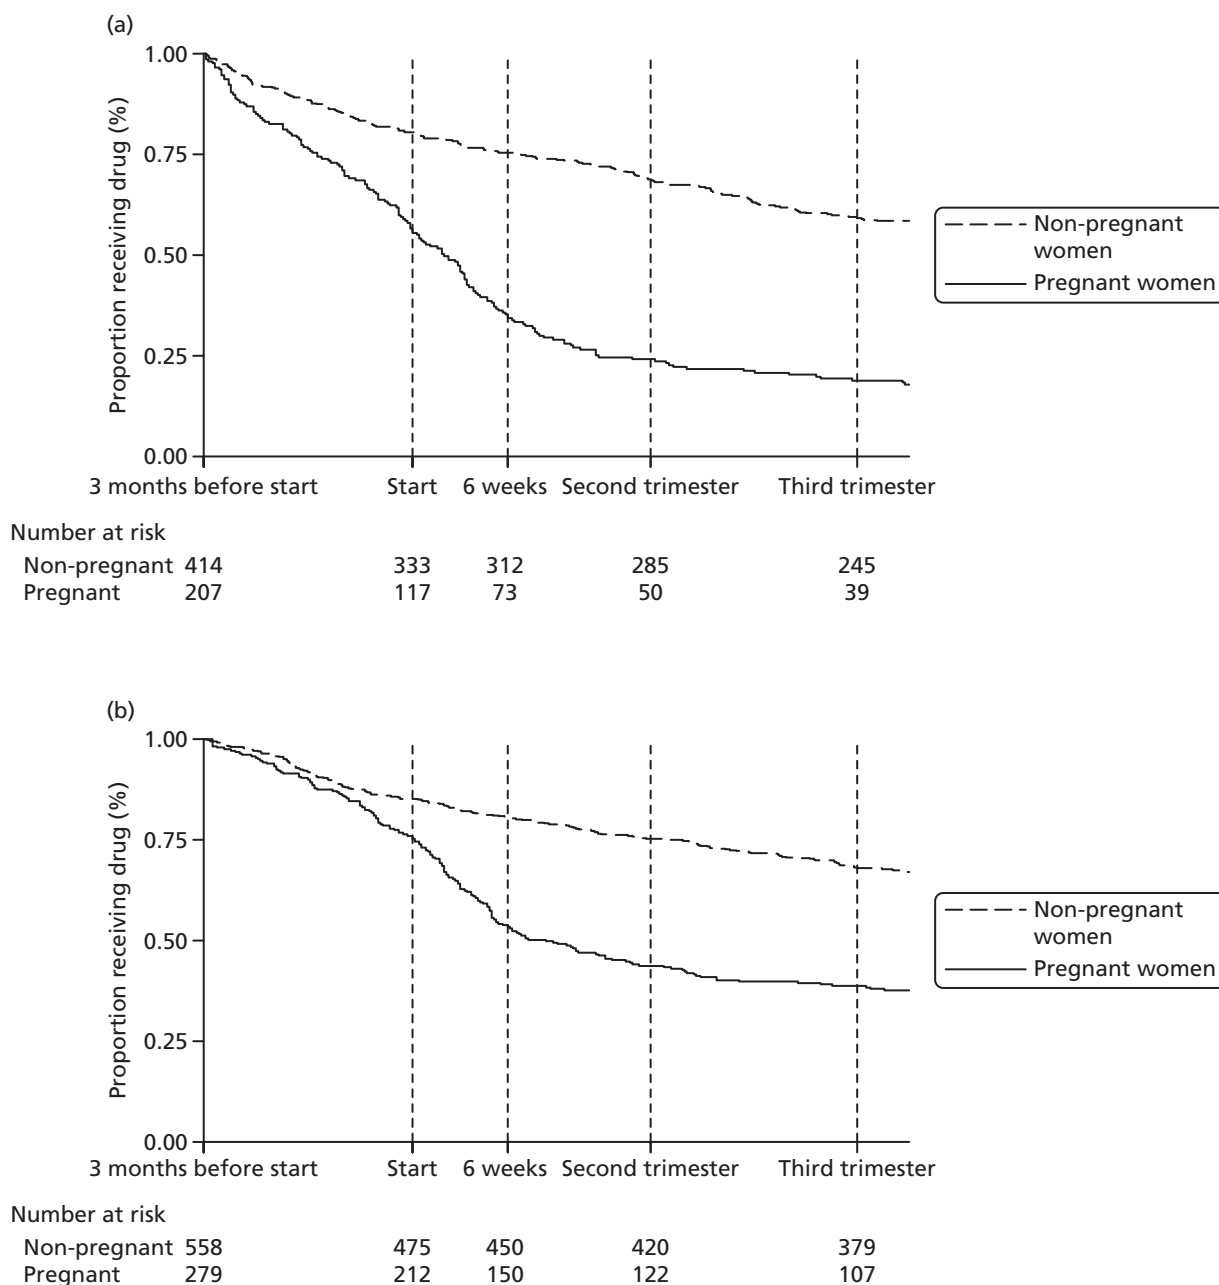 (a)
1.00
0.75
0.50
0.25
0.00
Proportion receiving drug (%)
3 months before start Start 6 weeks Second trimester Third trimester
Non-pregnant
women
Pregnant women
Number at risk
Non-pregnant 414 333 312 285 245
Pregnant 207 117 73 50 39
(b)
1.00
0.75
0.50
0.25
0.00
Proportion receiving drug (%)
3 months before start Start 6 weeks Second trimester Third trimester
Non-pregnant
women
Pregnant women
Number at risk
Non-pregnant 558 475 450 420 379
Pregnant 279 212 150 122 107